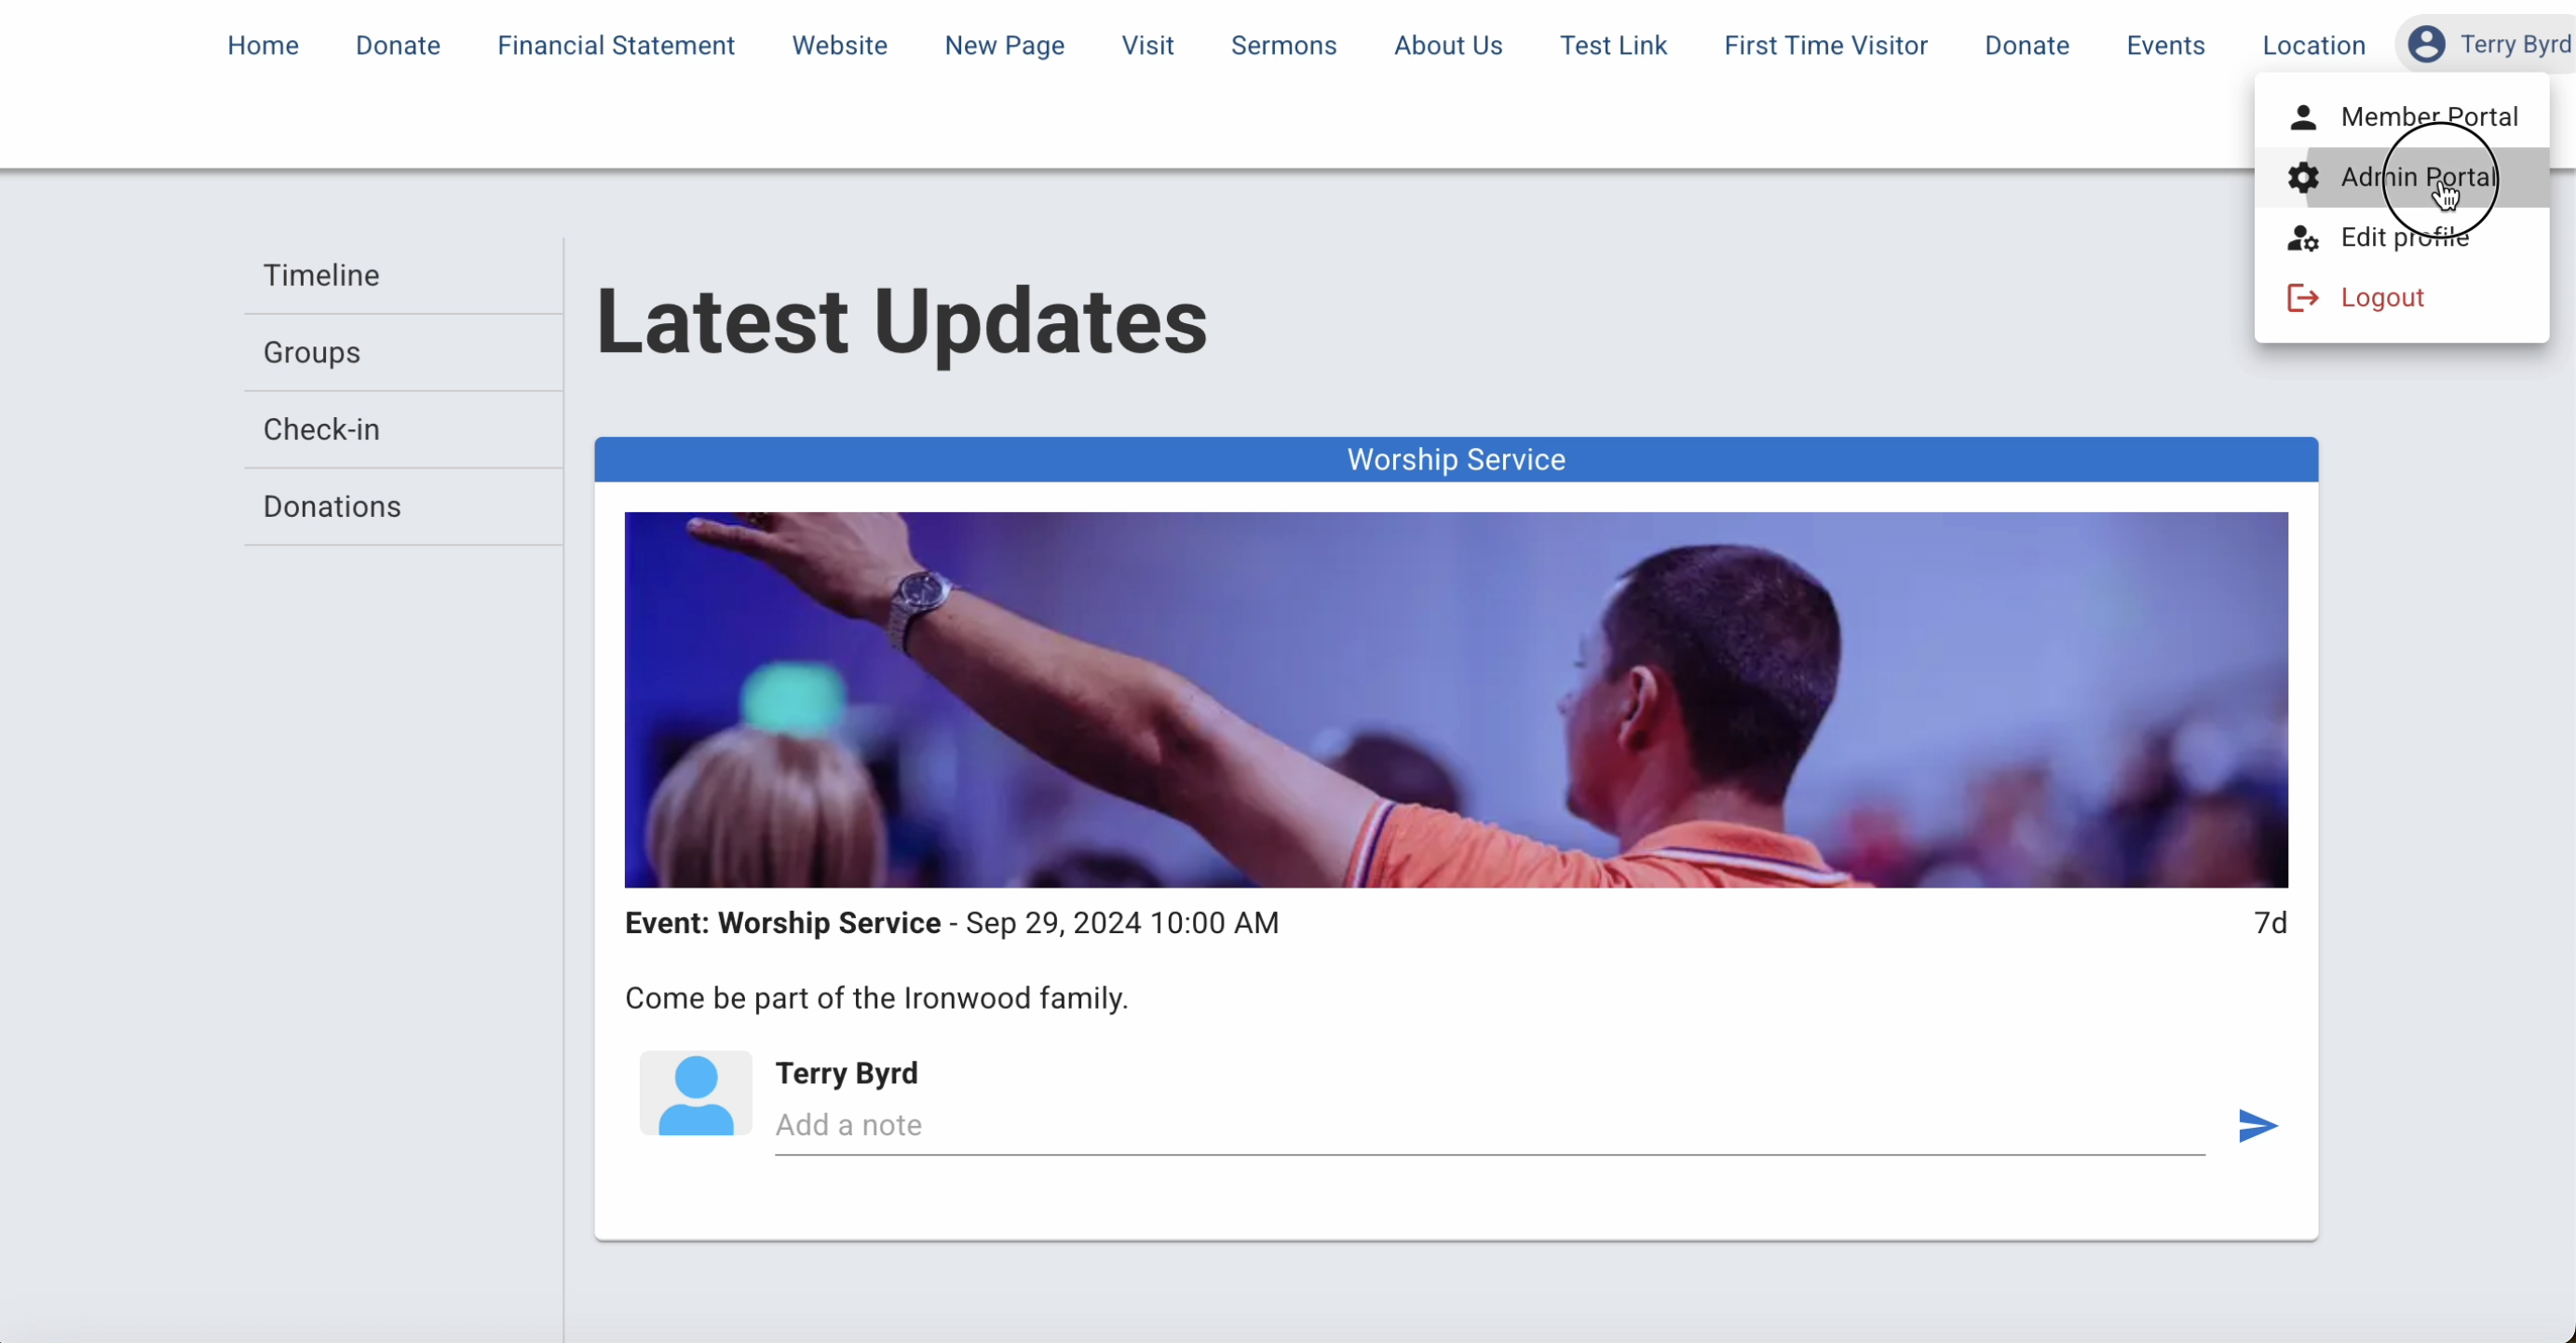 Home Donate Financial Statement Website New Page Visit Sermons About Us Test Link First Time Visitor Donate Events Location Terry Byrd
Member Portal
Admin Portal
Edit profile
Logout
Timeline
Groups
Check-in
Donations
Latest Updates
Worship Service
Event: Worship Service - Sep 29, 2024 10:00 AM 7d
Come be part of the Ironwood family.
Terry Byrd
Add a note